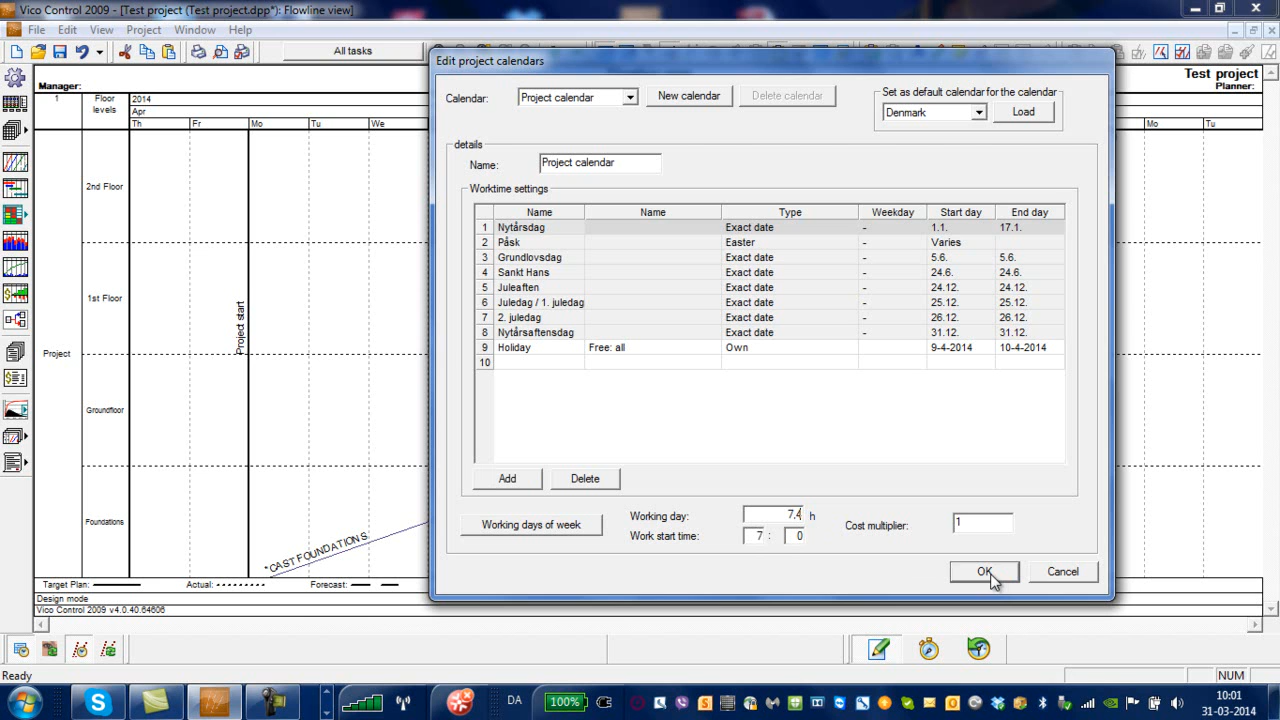 Vico Control 2009 - [Test project (Test project.dpp*): Flowline view]
File Edit View Project Window Help
All tasks
Manager:
Test project
Planner:
1 Floor levels 2014
Apr
Th Fr Mo Tu We Mo Tu
2nd Floor
1st Floor
Project start
Project
Groundfloor
Foundations
*CAST FOUNDATIONS
Target Plan: Actual: Forecast:
Design mode
Vico Control 2009 v4.0.40.64606
Edit project calendars
Calendar: Project calendar New calendar Delete calendar
Set as default calendar for the calendar
Denmark Load
details
Name: Project calendar
Worktime settings
Name Name Type Weekday Start day End day
1 Nytårsdag Exact date - 1.1. 17.1.
2 Påsk Easter Varies
3 Grundlovsdag Exact date - 5.6. 5.6.
4 Sankt Hans Exact date - 24.6. 24.6.
5 Juleaften Exact date - 24.12. 24.12.
6 Juledag / 1. juledag Exact date - 25.12. 25.12.
7 2. juledag Exact date - 26.12. 26.12.
8 Nytårsaftensdag Exact date - 31.12. 31.12.
9 Holiday Free: all Own 9-4-2014 10-4-2014
10
Add Delete
Working days of week
Working day: 7.4 h
Work start time: 7 : 0
Cost multiplier: 1
OK Cancel
Ready
NUM
DA
100%
10:01
31-03-2014